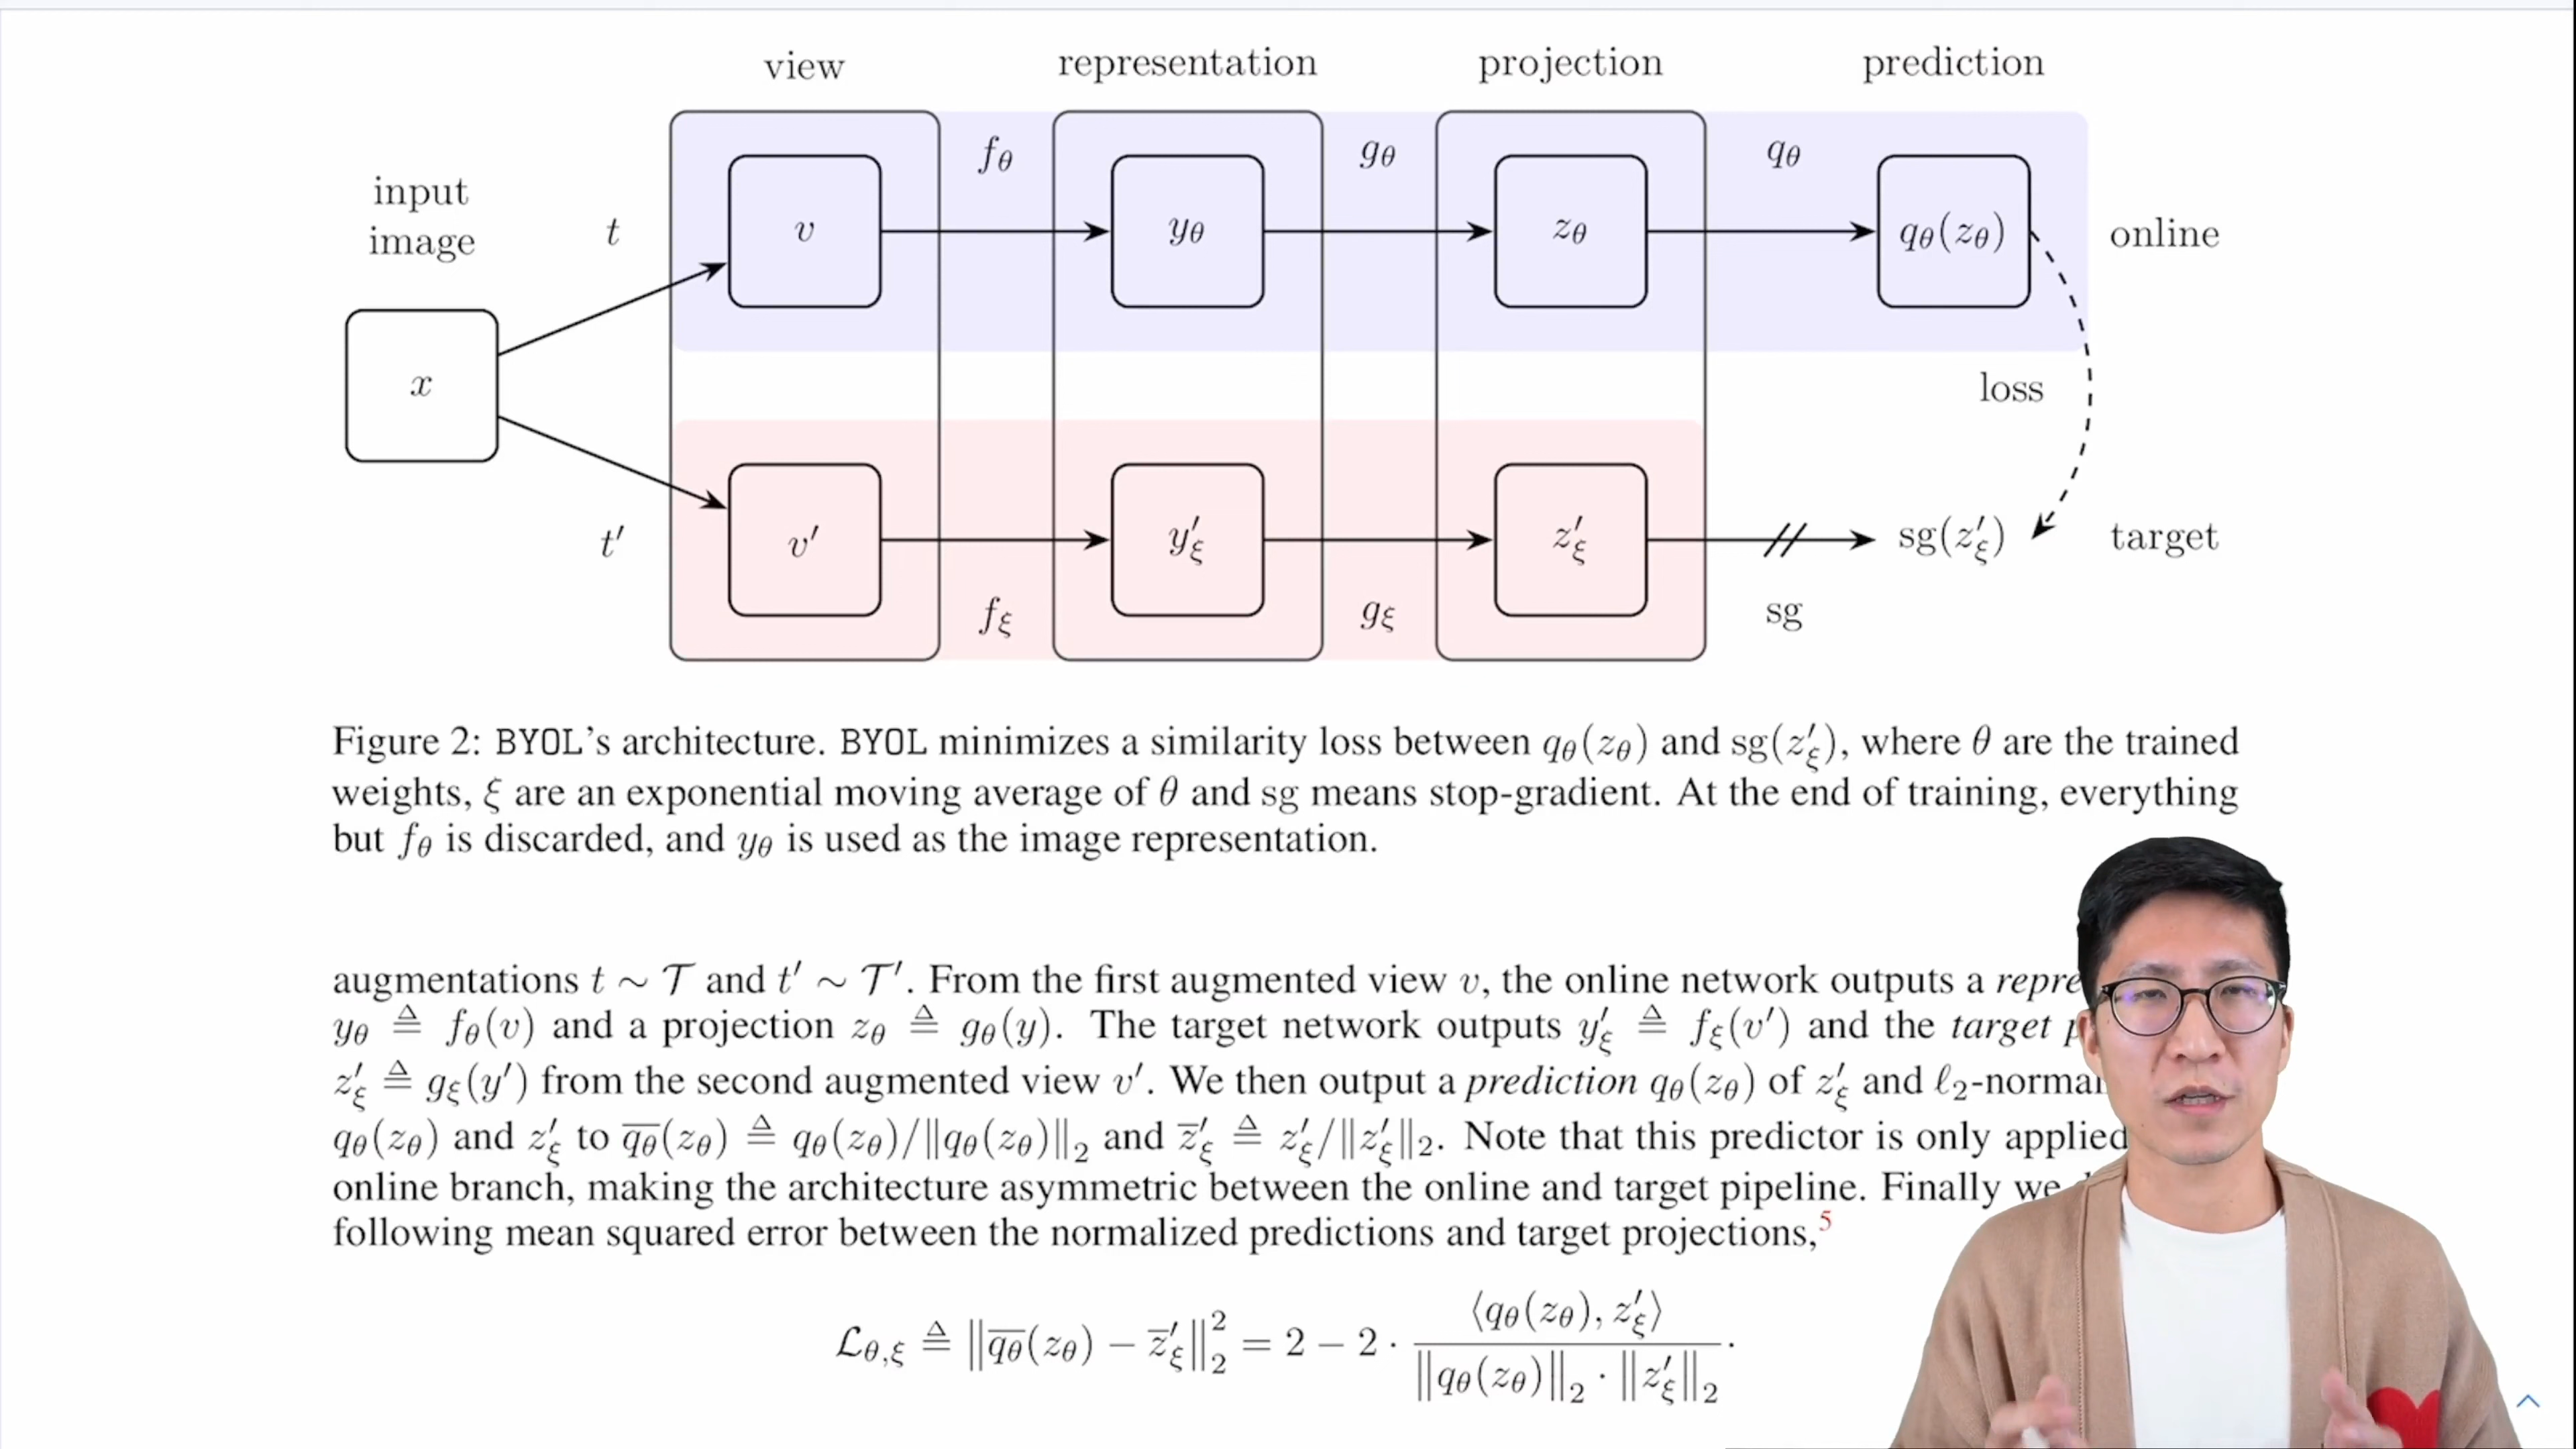 view representation projection prediction
input image
t
fθ gθ qθ
v yθ zθ qθ(zθ) online
x
loss
v′ y′ξ z′ξ sg(z′ξ) target
t′
fξ gξ sg
Figure 2: BYOL's architecture. BYOL minimizes a similarity loss between qθ(zθ) and sg(z′ξ), where θ are the trained
weights, ξ are an exponential moving average of θ and sg means stop-gradient. At the end of training, everything
but fθ is discarded, and yθ is used as the image representation.
augmentations t ∼ 𝒯 and t′ ∼ 𝒯′. From the first augmented view v, the online network outputs a repre
yθ ≜ fθ(v) and a projection zθ ≜ gθ(y). The target network outputs y′ξ ≜ fξ(v′) and the target p
z′ξ ≜ gξ(y′) from the second augmented view v′. We then output a prediction qθ(zθ) of z′ξ and ℓ2-normal
qθ(zθ) and z′ξ to q̅θ(zθ) ≜ qθ(zθ)/‖qθ(zθ)‖2 and z̅′ξ ≜ z′ξ/‖z′ξ‖2. Note that this predictor is only applied
online branch, making the architecture asymmetric between the online and target pipeline. Finally we
following mean squared error between the normalized predictions and target projections,5
ℒθ,ξ ≜ ‖q̅θ(zθ) − z̅′ξ‖22 = 2 − 2 · ⟨qθ(zθ), z′ξ⟩ / ‖qθ(zθ)‖2 · ‖z′ξ‖2 .